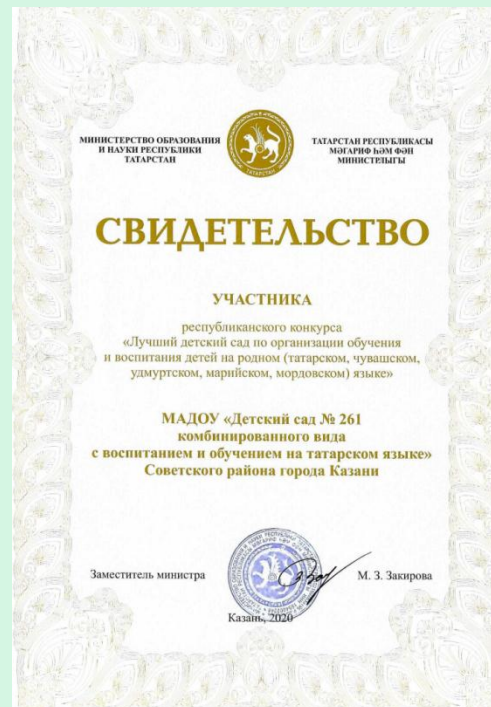 МИНИСТЕРСТВО ОБРАЗОВАНИЯ
И НАУКИ РЕСПУБЛИКИ
ТАТАРСТАН
ТАТАРСТАН
ТАТАРСТАН РЕСПУБЛИКАСЫ
МӘГАРИФ ҺӘМ ФӘН
МИНИСТРЛЫГЫ
СВИДЕТЕЛЬСТВО
УЧАСТНИКА
республиканского конкурса
«Лучший детский сад по организации обучения
и воспитания детей на родном (татарском, чувашском,
удмуртском, марийском, мордовском) языке»
МАДОУ «Детский сад № 261
комбинированного вида
с воспитанием и обучением на татарском языке»
Советского района города Казани
Заместитель министра
М. З. Закирова
Казань, 2020